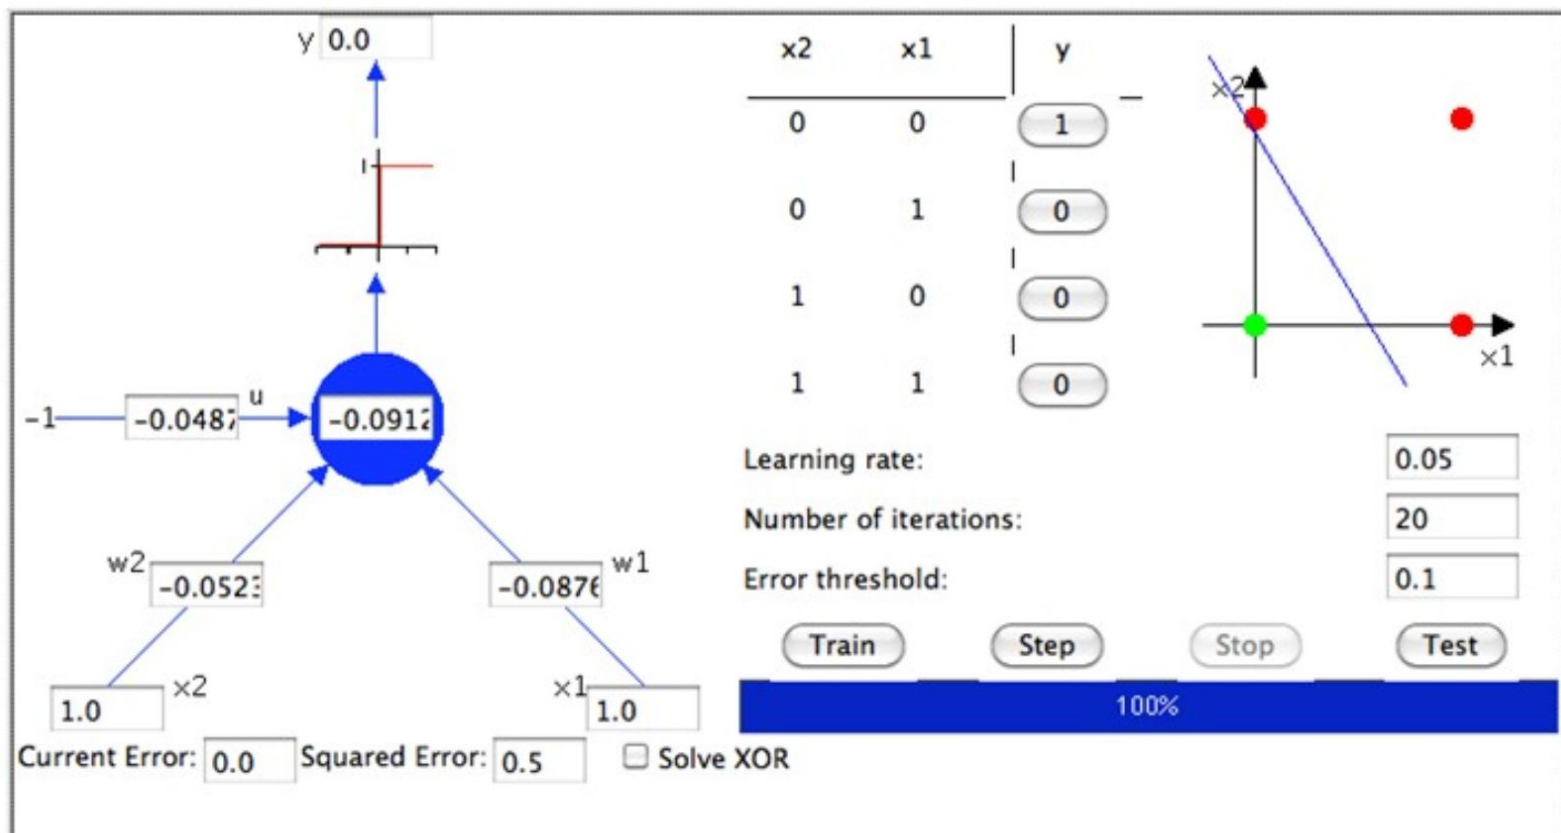 y 0.0
-1 -0.0487 u -0.0912
w2 -0.0523 w1 -0.0876
1.0 x2 x1 1.0
Current Error: 0.0 Squared Error: 0.5 Solve XOR
x2 x1 y
0 0 1
0 1 0
1 0 0
1 1 0
x2
x1
Learning rate: 0.05
Number of iterations: 20
Error threshold: 0.1
Train Step Stop Test
100%